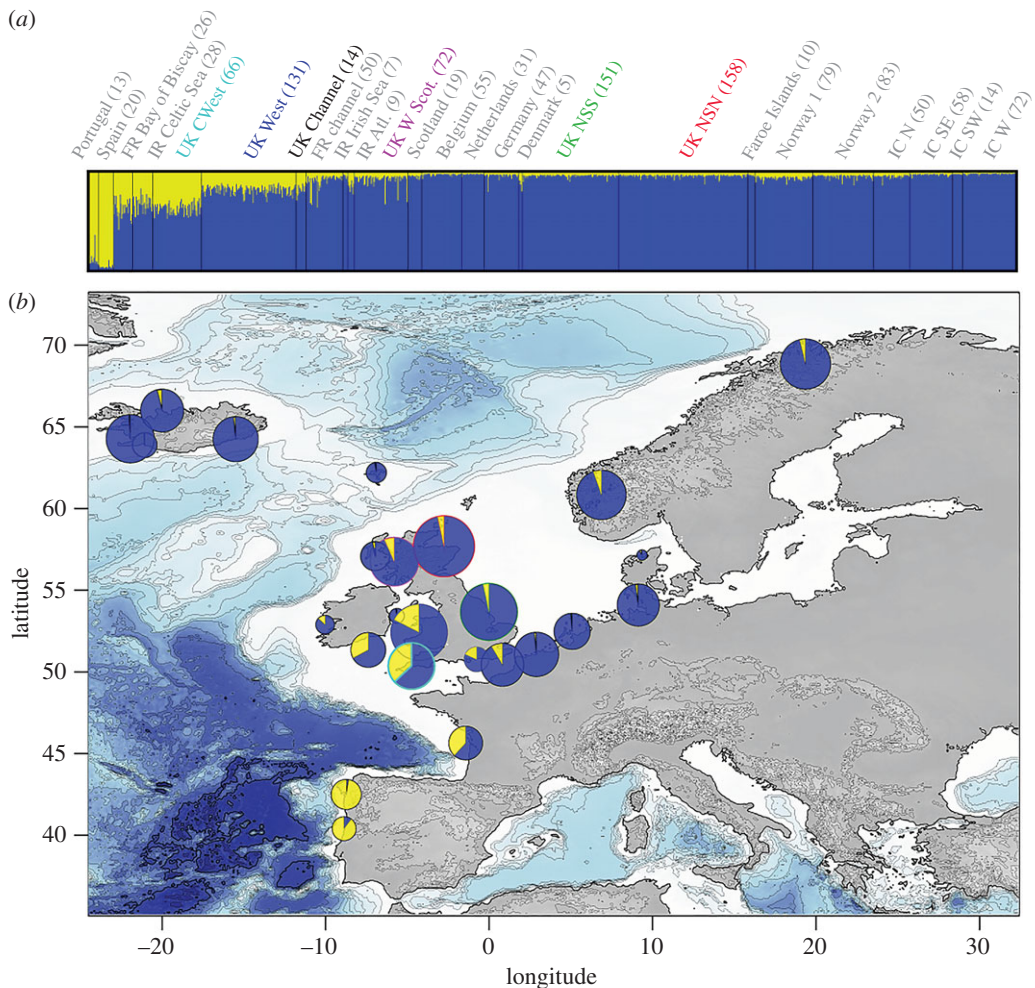 (a)
Portugal (13)
Spain (20)
FR Bay of Biscay (26)
IR Celtic Sea (28)
UK CWest (66)
UK West (131)
UK Channel (14)
FR channel (50)
IR Irish Sea (7)
IR Atl. (9)
UK W Scot. (72)
Scotland (19)
Belgium (55)
Netherlands (31)
Germany (47)
Denmark (5)
UK NSS (151)
UK NSN (158)
Faroe Islands (10)
Norway 1 (79)
Norway 2 (83)
IC N (50)
IC SE (58)
IC SW (14)
IC W (72)
(b)
70
65
60
55
50
45
40
latitude
–20 –10 0 10 20 30
longitude